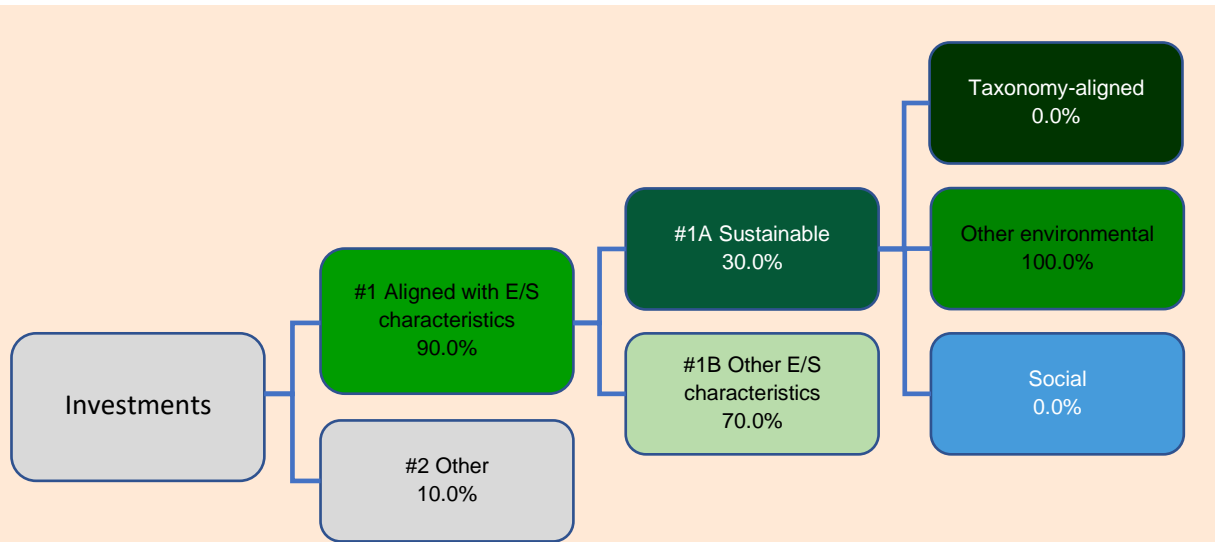 Investments
#1 Aligned with E/S
characteristics
90.0%
#2 Other
10.0%
#1A Sustainable
30.0%
#1B Other E/S
characteristics
70.0%
Taxonomy-aligned
0.0%
Other environmental
100.0%
Social
0.0%